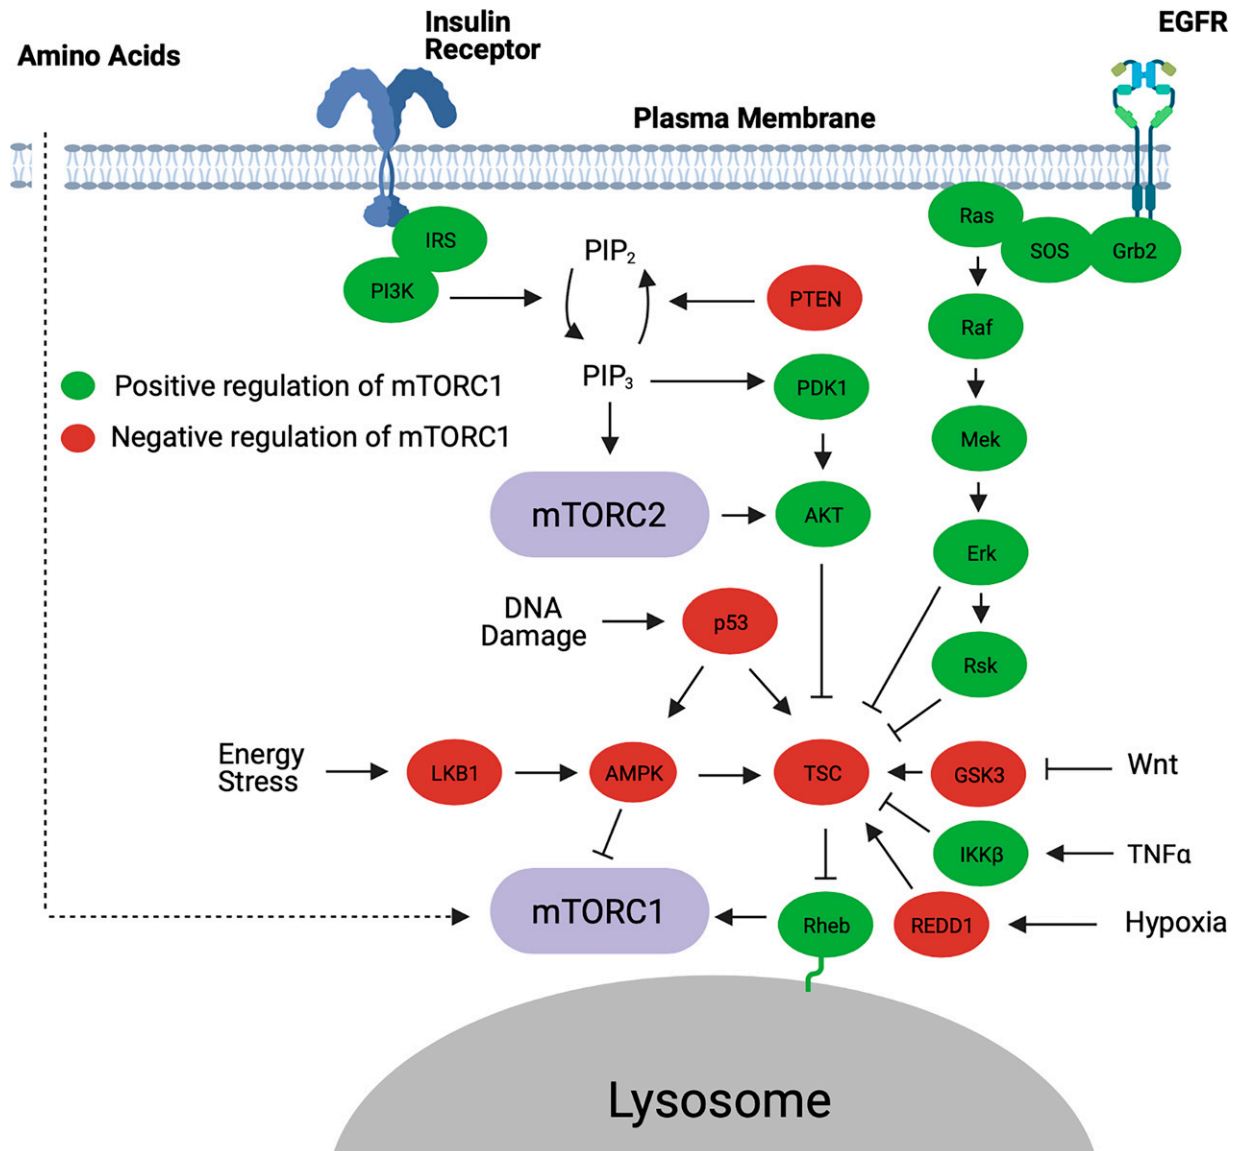 Insulin
Receptor
EGFR
Amino Acids
Plasma Membrane
Ras
IRS
SOS
Grb2
PIP2
PI3K
PTEN
Raf
Positive regulation of mTORC1
PIP3
PDK1
Negative regulation of mTORC1
Mek
mTORC2
AKT
Erk
DNA
Damage
p53
Rsk
Energy
Stress
LKB1
AMPK
TSC
GSK3
Wnt
IKKβ
TNFα
mTORC1
Rheb
REDD1
Hypoxia
Lysosome